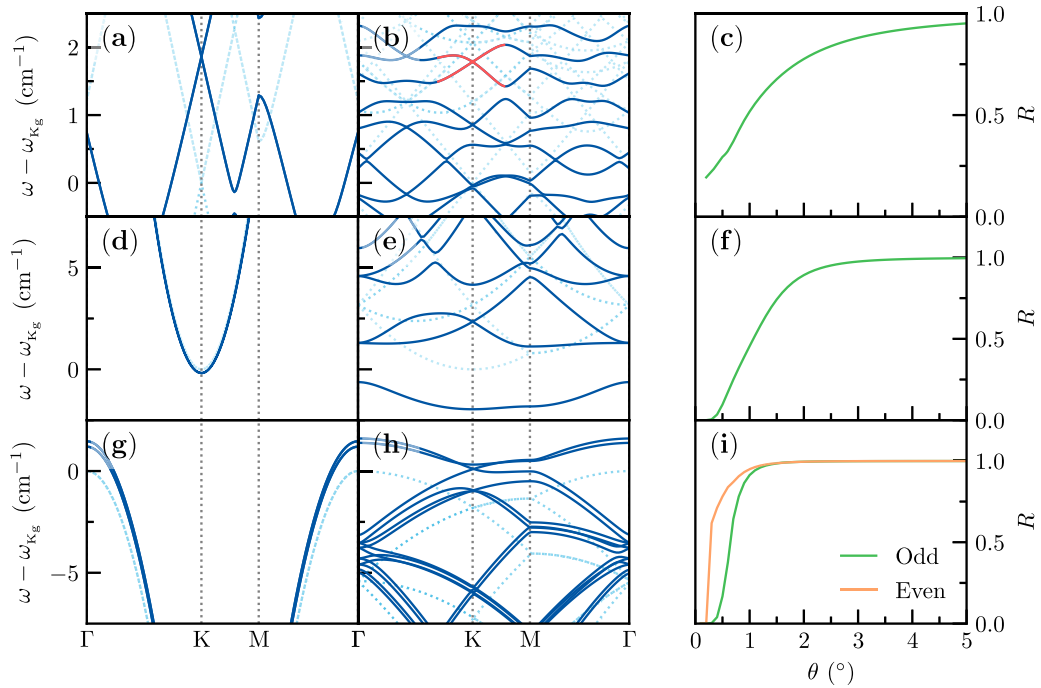 (a)
2
1
0
ω − ω_{K_g} (cm⁻¹)
(b)
(c)
1.0
0.5
0.0
R
(d)
5
0
ω − ω_{K_g} (cm⁻¹)
(e)
(f)
1.0
0.5
0.0
R
(g)
0
−5
ω − ω_{K_g} (cm⁻¹)
Γ K M Γ
(h)
Γ K M Γ
(i)
1.0
0.5
0.0
R
Odd
Even
0 1 2 3 4 5
θ (°)